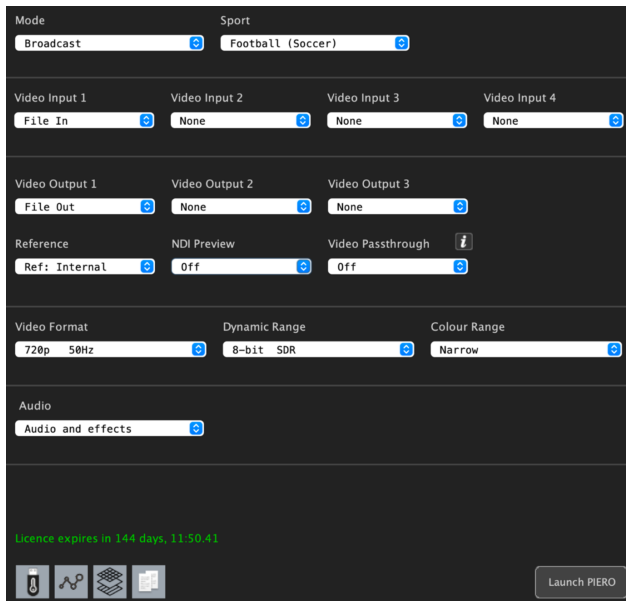 Mode Sport
Broadcast Football (Soccer)
Video Input 1 Video Input 2 Video Input 3 Video Input 4
File In None None None
Video Output 1 Video Output 2 Video Output 3
File Out None None
Reference NDI Preview Video Passthrough i
Ref: Internal Off Off
Video Format Dynamic Range Colour Range
720p 50Hz 8-bit SDR Narrow
Audio
Audio and effects
Licence expires in 144 days, 11:50.41
Launch PIERO